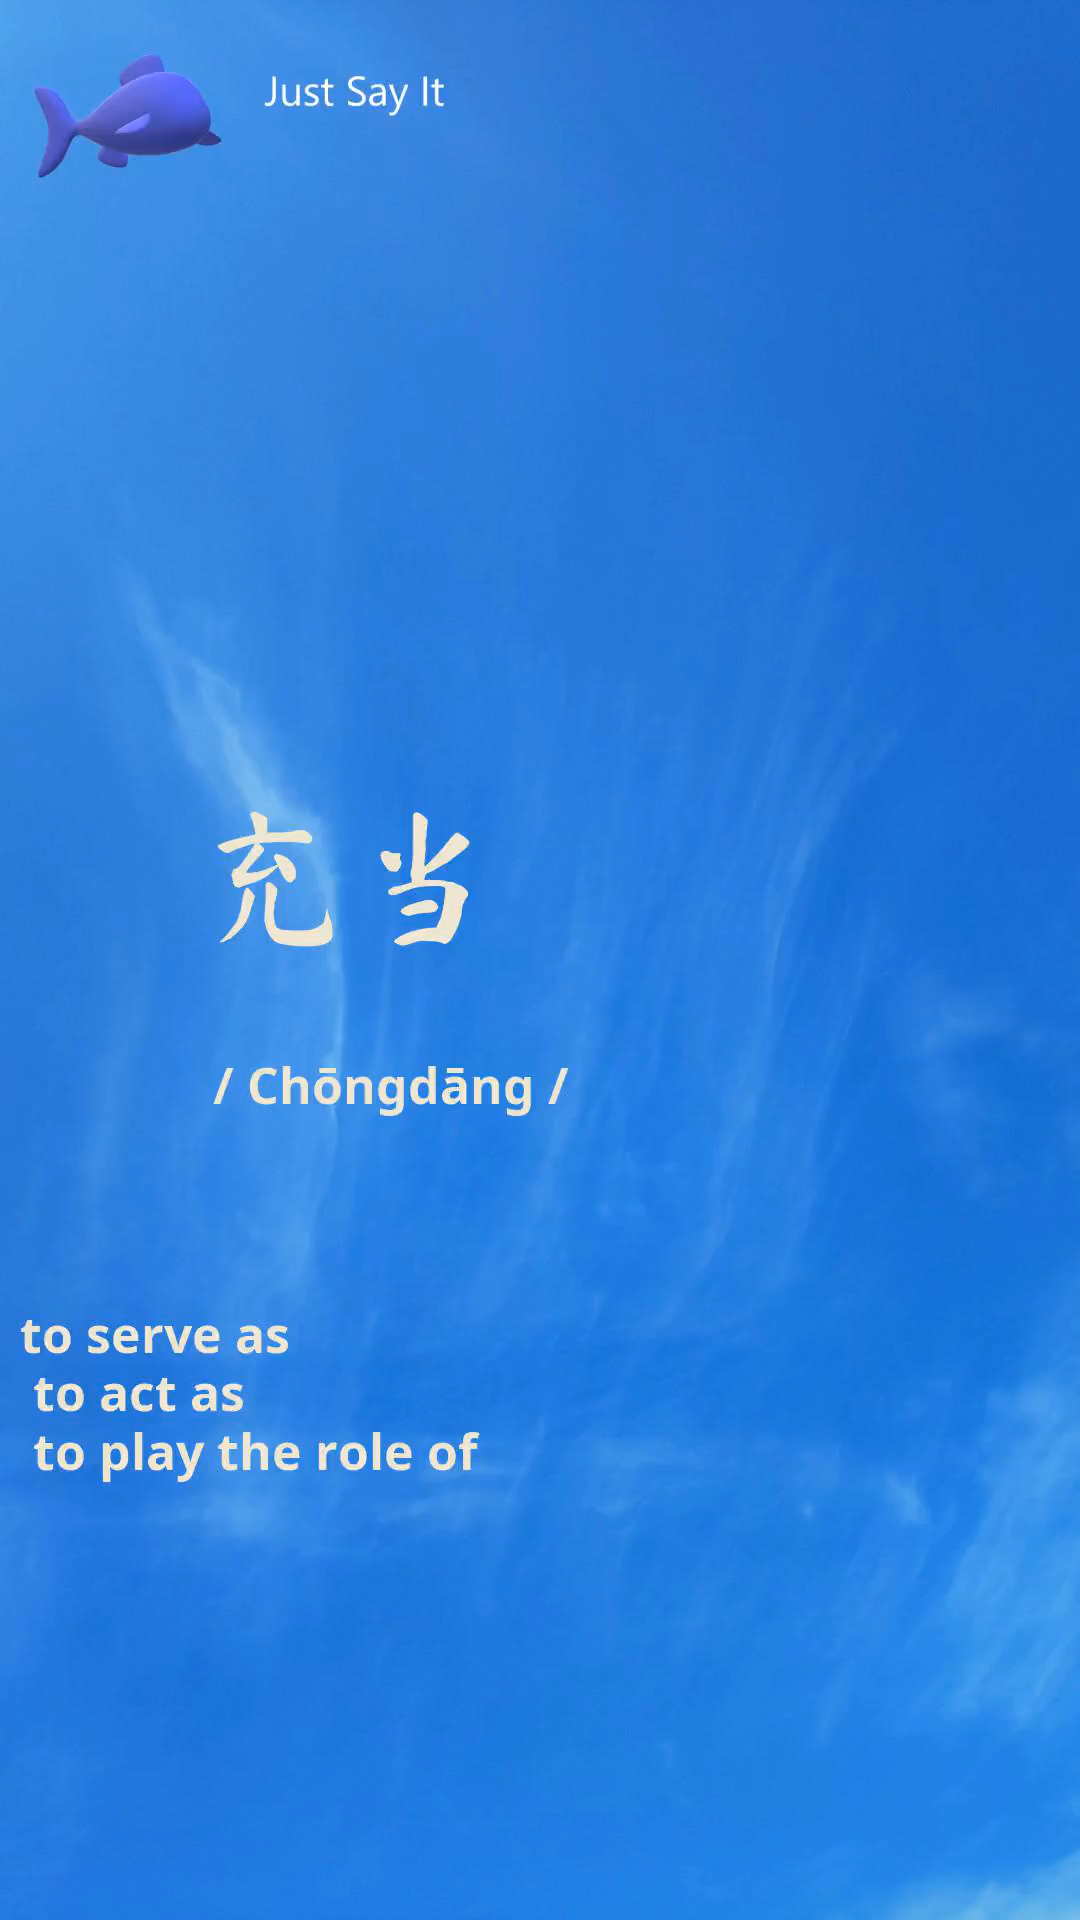 Just Say It
充当
/ Chōngdāng /
to serve as
to act as
to play the role of